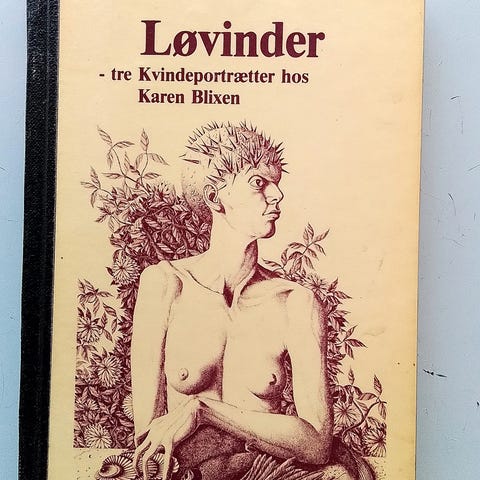 Løvinder
- tre Kvindeportrætter hos
Karen Blixen